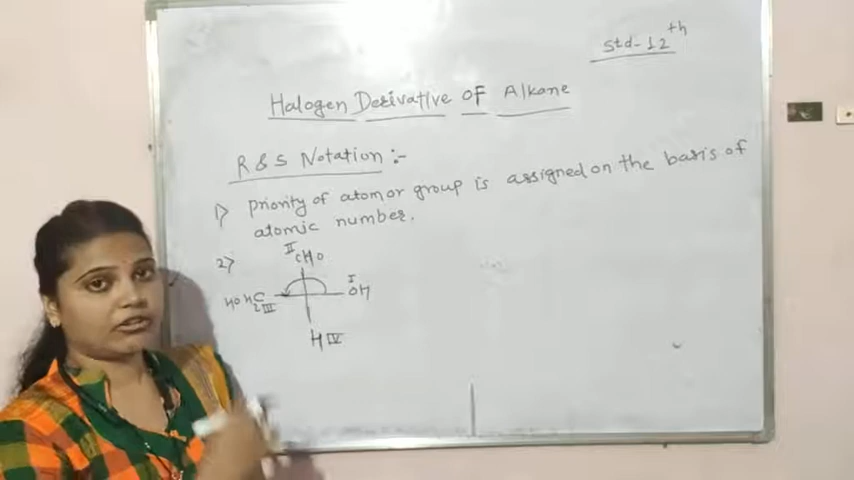 Std-12th
Halogen Derivative of Alkane
R & S Notation :-
1> Priority of atom or group is assigned on the basis of
atomic number.
2>
II
CHO
HOH2C III
I
OH
H IV